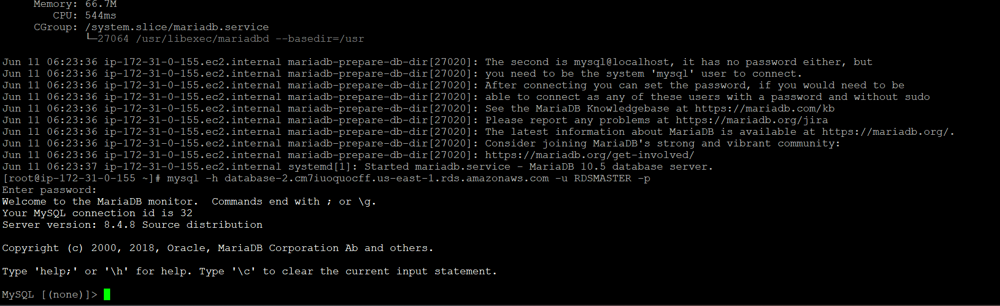 Memory: 66.7M
CPU: 544ms
CGroup: /system.slice/mariadb.service
└─27064 /usr/libexec/mariadbd --basedir=/usr
Jun 11 06:23:36 ip-172-31-0-155.ec2.internal mariadb-prepare-db-dir[27020]: The second is mysql@localhost, it has no password either, but
Jun 11 06:23:36 ip-172-31-0-155.ec2.internal mariadb-prepare-db-dir[27020]: you need to be the system 'mysql' user to connect.
Jun 11 06:23:36 ip-172-31-0-155.ec2.internal mariadb-prepare-db-dir[27020]: After connecting you can set the password, if you would need to be
Jun 11 06:23:36 ip-172-31-0-155.ec2.internal mariadb-prepare-db-dir[27020]: able to connect as any of these users with a password and without sudo
Jun 11 06:23:36 ip-172-31-0-155.ec2.internal mariadb-prepare-db-dir[27020]: See the MariaDB Knowledgebase at https://mariadb.com/kb
Jun 11 06:23:36 ip-172-31-0-155.ec2.internal mariadb-prepare-db-dir[27020]: Please report any problems at https://mariadb.org/jira
Jun 11 06:23:36 ip-172-31-0-155.ec2.internal mariadb-prepare-db-dir[27020]: The latest information about MariaDB is available at https://mariadb.org/.
Jun 11 06:23:36 ip-172-31-0-155.ec2.internal mariadb-prepare-db-dir[27020]: Consider joining MariaDB's strong and vibrant community:
Jun 11 06:23:36 ip-172-31-0-155.ec2.internal mariadb-prepare-db-dir[27020]: https://mariadb.org/get-involved/
Jun 11 06:23:37 ip-172-31-0-155.ec2.internal systemd[1]: Started mariadb.service - MariaDB 10.5 database server.
[root@ip-172-31-0-155 ~]# mysql -h database-2.cm7iuoquocff.us-east-1.rds.amazonaws.com -u RDSMASTER -p
Enter password:
Welcome to the MariaDB monitor.  Commands end with ; or \g.
Your MySQL connection id is 32
Server version: 8.4.8 Source distribution
Copyright (c) 2000, 2018, Oracle, MariaDB Corporation Ab and others.
Type 'help;' or '\h' for help. Type '\c' to clear the current input statement.
MySQL [(none)]>